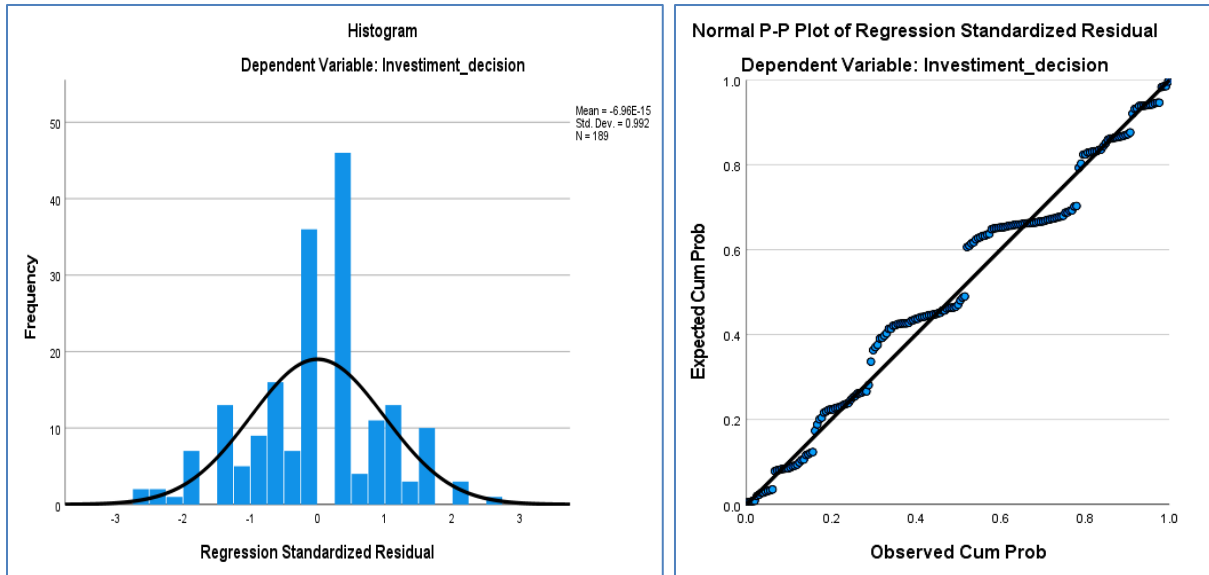 Histogram
Dependent Variable: Investiment_decision
Mean = -6.96E-15
Std. Dev. = 0.992
N = 189
50
40
30
20
10
0
Frequency
-3 -2 -1 0 1 2 3
Regression Standardized Residual
Normal P-P Plot of Regression Standardized Residual
Dependent Variable: Investiment_decision
1.0
0.8
0.6
0.4
0.2
0.0
Expected Cum Prob
0.0 0.2 0.4 0.6 0.8 1.0
Observed Cum Prob